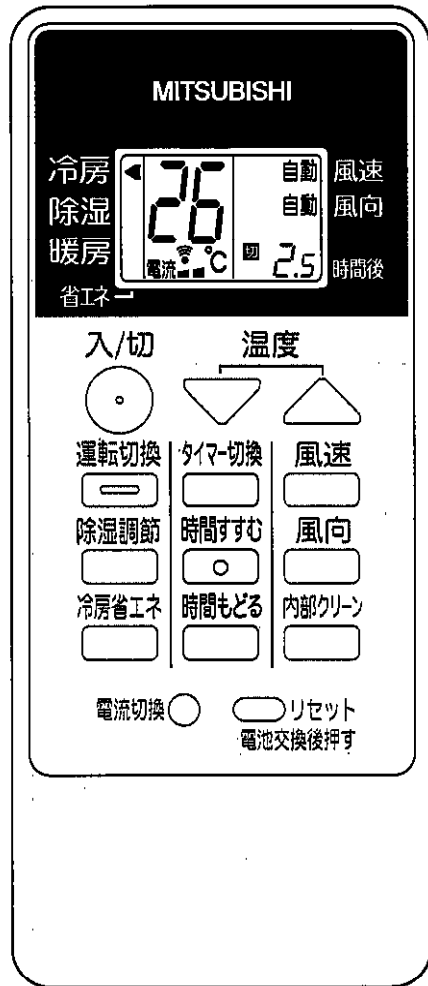 MITSUBISHI
冷房 26 自動 風速
除湿 自動 風向
暖房 電流 ℃ 切 2.5 時間後
省エネ
入/切 温度
運転切換 タイマー切換 風速
除湿調節 時間すすむ 風向
冷房省エネ 時間もどる 内部クリーン
電流切換 リセット
電池交換後押す